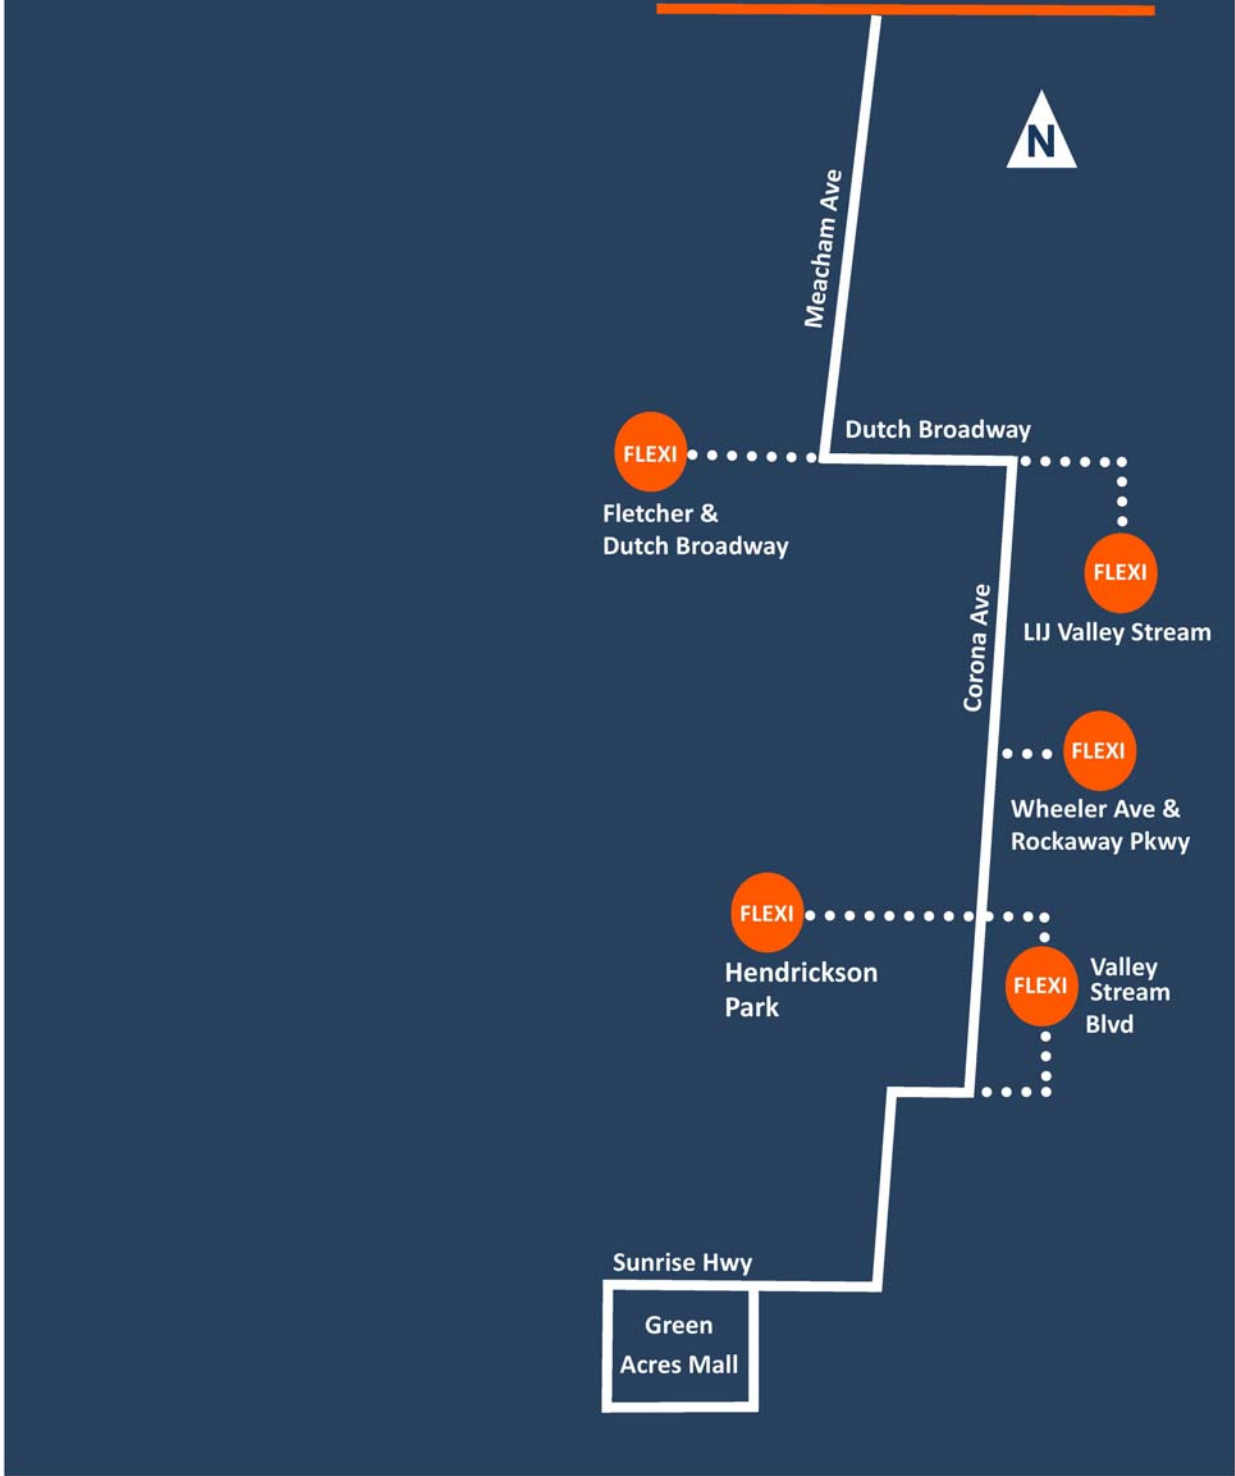 N
Meacham Ave
Dutch Broadway
FLEXI
Fletcher &
Dutch Broadway
FLEXI
LIJ Valley Stream
Corona Ave
FLEXI
Wheeler Ave &
Rockaway Pkwy
FLEXI
Hendrickson
Park
FLEXI
Valley
Stream
Blvd
Sunrise Hwy
Green
Acres Mall